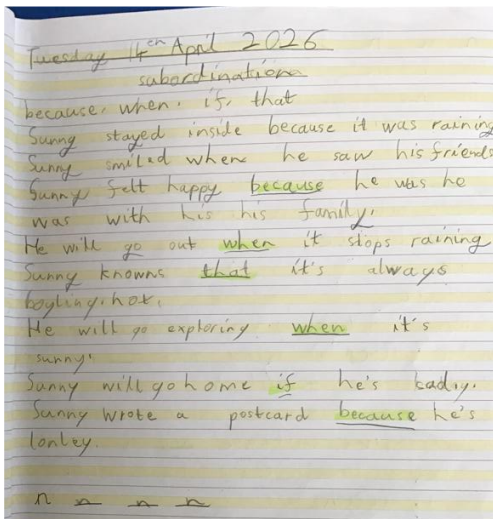 Tuesday 14th April 2026
subordination
because, when, if, that
Sunny stayed inside because it was raining
Sunny smiled when he saw his friends
Sunny felt happy because he was he
was with his his family.
He will go out when it stops raining
Sunny knowns that it's always
boyling hot.
He will go exploring when it's
sunny.
Sunny will go home if he's
Sunny wrote a postcard because he's
lonley.
n n n n